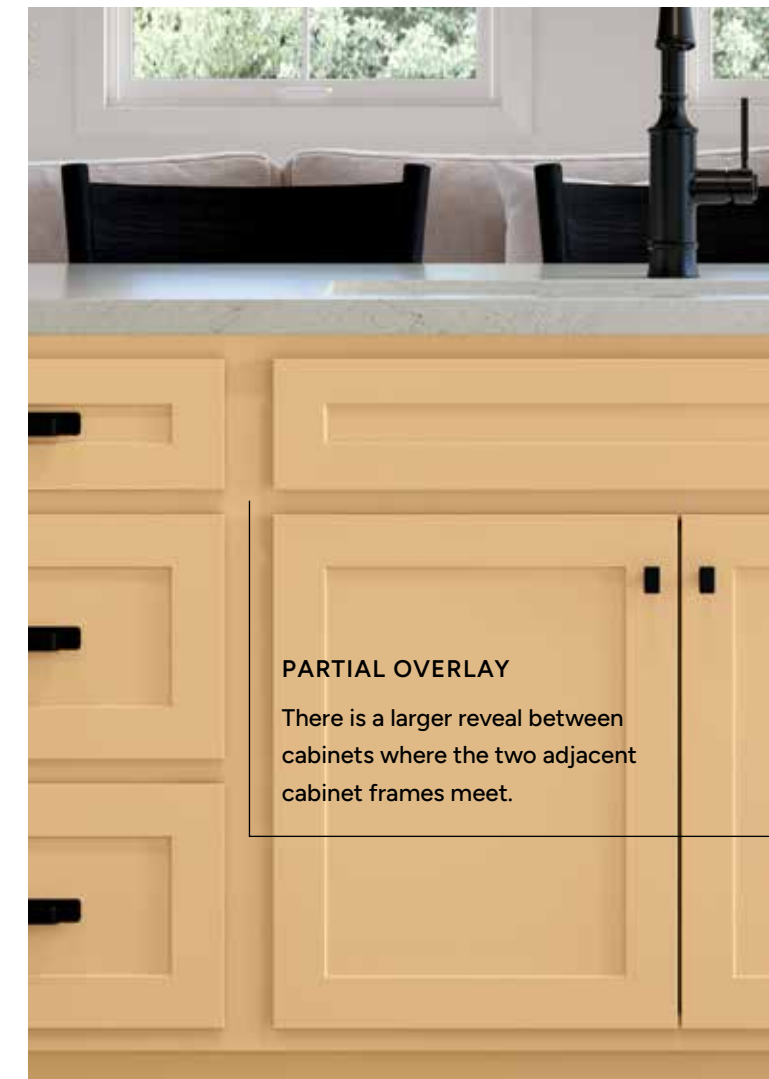 PARTIAL OVERLAY
There is a larger reveal between
cabinets where the two adjacent
cabinet frames meet.